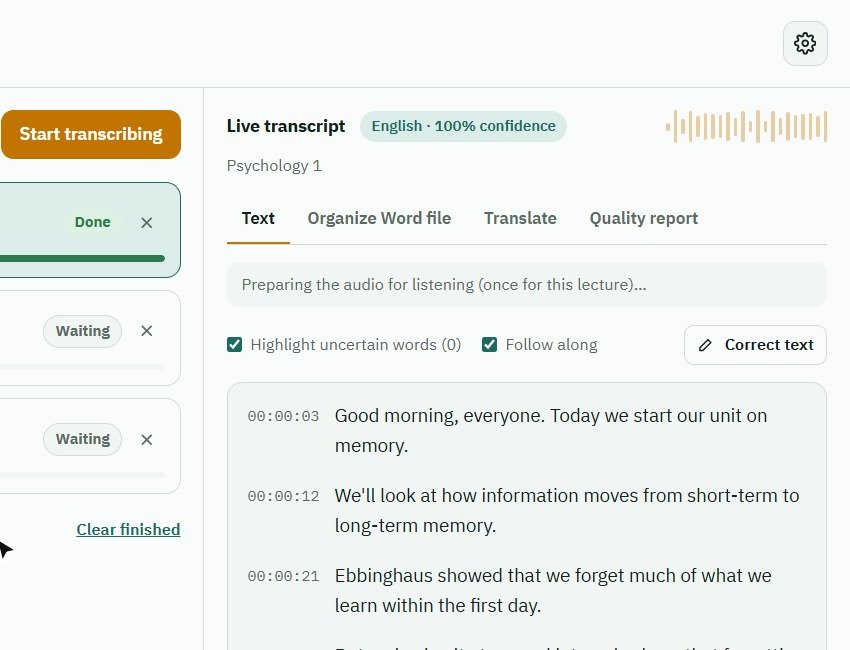 Start transcribing
Done
Waiting
Waiting
Clear finished
Live transcript
English · 100% confidence
Psychology 1
Text
Organize Word file
Translate
Quality report
Preparing the audio for listening (once for this lecture)...
Highlight uncertain words (0)
Follow along
Correct text
00:00:03 Good morning, everyone. Today we start our unit on
memory.
00:00:12 We'll look at how information moves from short-term to
long-term memory.
00:00:21 Ebbinghaus showed that we forget much of what we
learn within the first day.